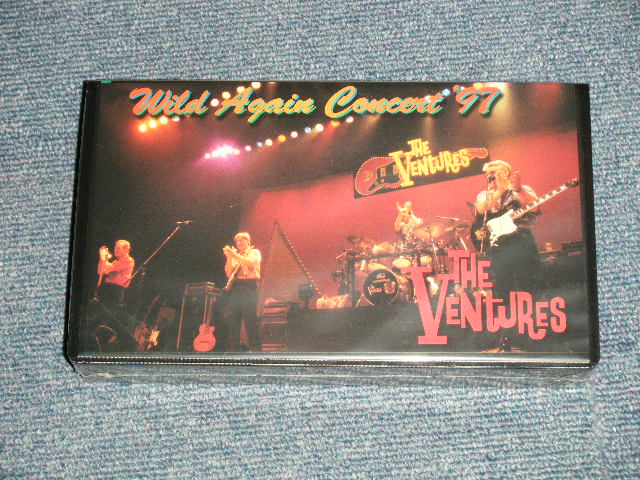 Wild Again Concert '97
THE
VENTURES
THE
VENTURES